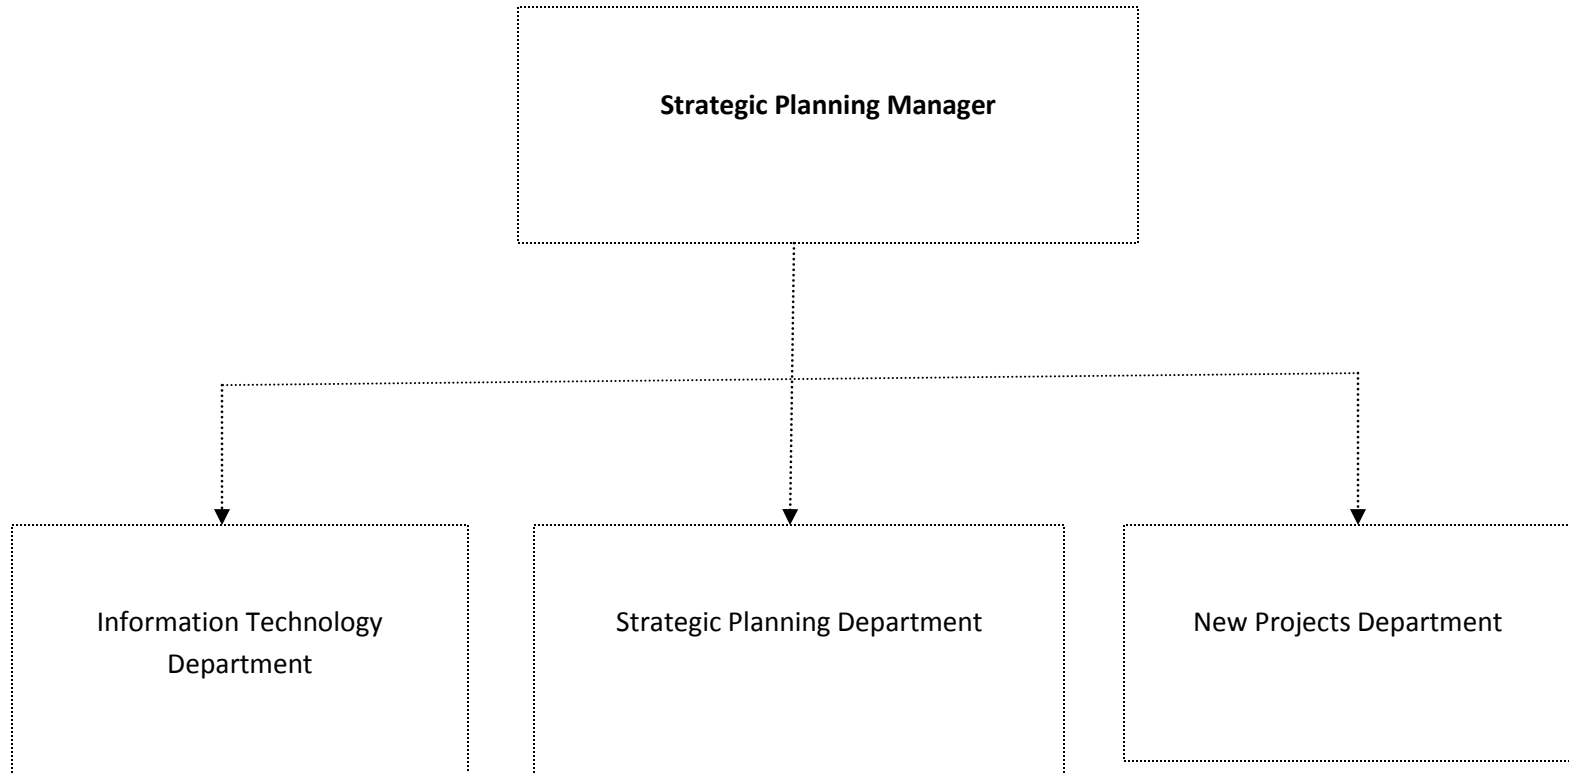 Strategic Planning Manager
Information Technology
Department
Strategic Planning Department
New Projects Department